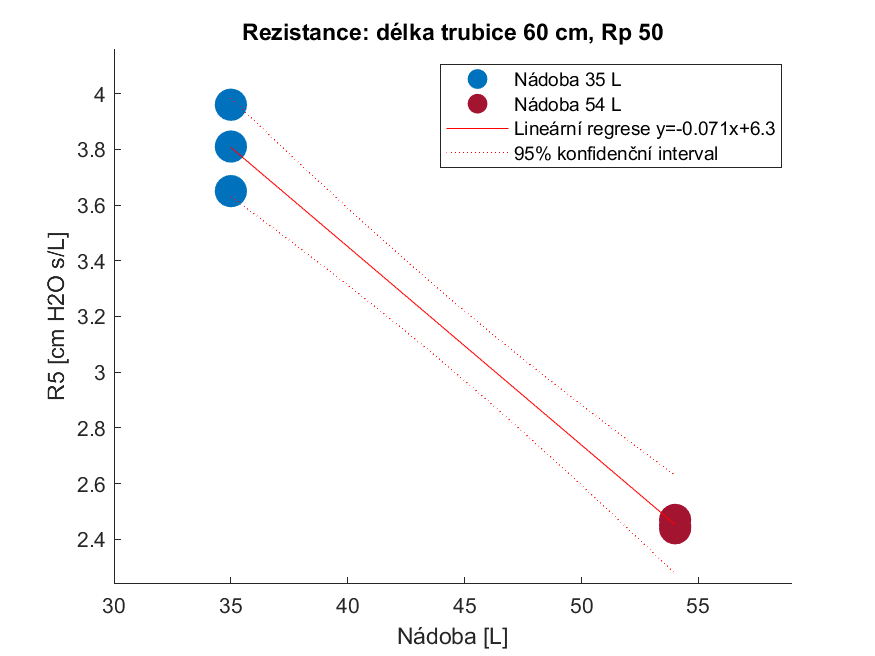 Rezistance: délka trubice 60 cm, Rp 50
Nádoba 35 L
Nádoba 54 L
Lineární regrese y=-0.071x+6.3
95% konfidenční interval
R5 [cm H2O s/L]
4
3.8
3.6
3.4
3.2
3
2.8
2.6
2.4
30 35 40 45 50 55
Nádoba [L]